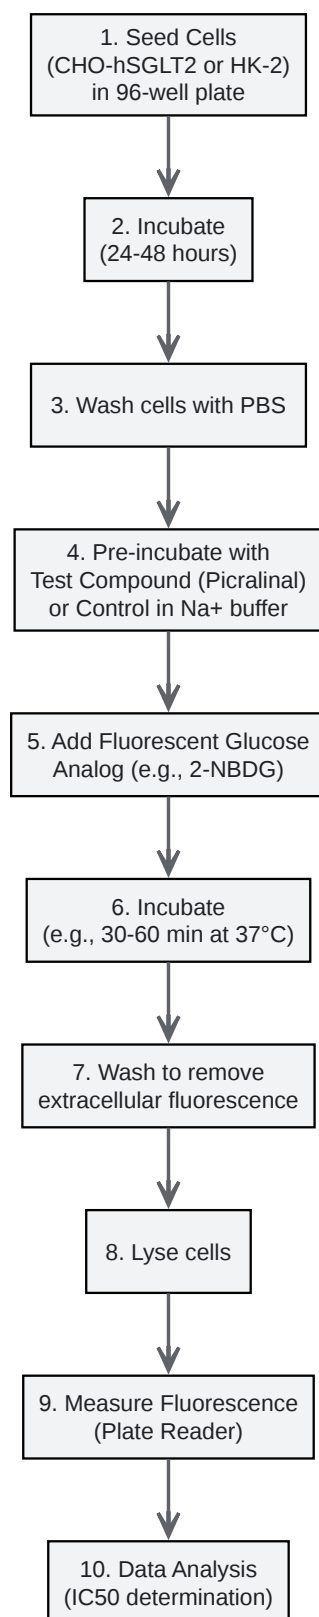 1. Seed Cells
(CHO-hSGLT2 or HK-2)
in 96-well plate
2. Incubate
(24-48 hours)
3. Wash cells with PBS
4. Pre-incubate with
Test Compound (Picralinal)
or Control in Na+ buffer
5. Add Fluorescent Glucose
Analog (e.g., 2-NBDG)
6. Incubate
(e.g., 30-60 min at 37°C)
7. Wash to remove
extracellular fluorescence
8. Lyse cells
9. Measure Fluorescence
(Plate Reader)
10. Data Analysis
(IC50 determination)